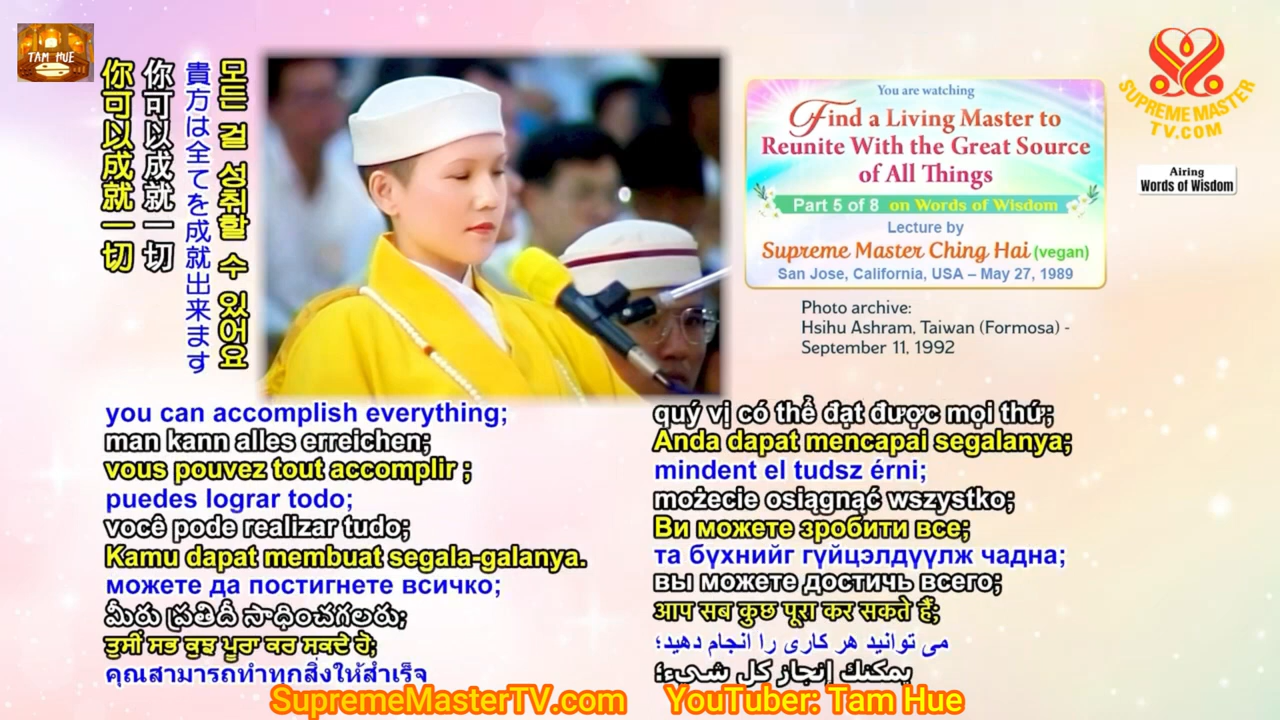 TAM HUE
你可以成就一切
你可以成就一切
貴方は全てを成就出来ます
모든 걸 성취할 수 있어요
You are watching
Find a Living Master to
Reunite With the Great Source
of All Things
Part 5 of 8 on Words of Wisdom
Lecture by
Supreme Master Ching Hai (vegan)
San Jose, California, USA – May 27, 1989
SUPREME MASTER
TV.COM
Airing
Words of Wisdom
Photo archive:
Hsihu Ashram, Taiwan (Formosa) -
September 11, 1992
you can accomplish everything;
man kann alles erreichen;
vous pouvez tout accomplir ;
puedes lograr todo;
você pode realizar tudo;
Kamu dapat membuat segala-galanya.
можете да постигнете всичко;
మీరు ప్రతిదీ సాధించగలరు;
ਤੁਸੀਂ ਸਭ ਕੁਝ ਪੂਰਾ ਕਰ ਸਕਦੇ ਹੋ;
คุณสามารถทำทุกสิ่งให้สำเร็จ
quý vị có thể đạt được mọi thứ;
Anda dapat mencapai segalanya;
mindent el tudsz érni;
możecie osiągnąć wszystko;
Ви можете зробити все;
та бүхнийг гүйцэлдүүлж чадна;
вы можете достичь всего;
आप सब कुछ पूरा कर सकते हैं;
می توانید هر کاری را انجام دهید؛
يمكنك إنجاز كل شيء؛
SupremeMasterTV.com YouTuber: Tam Hue